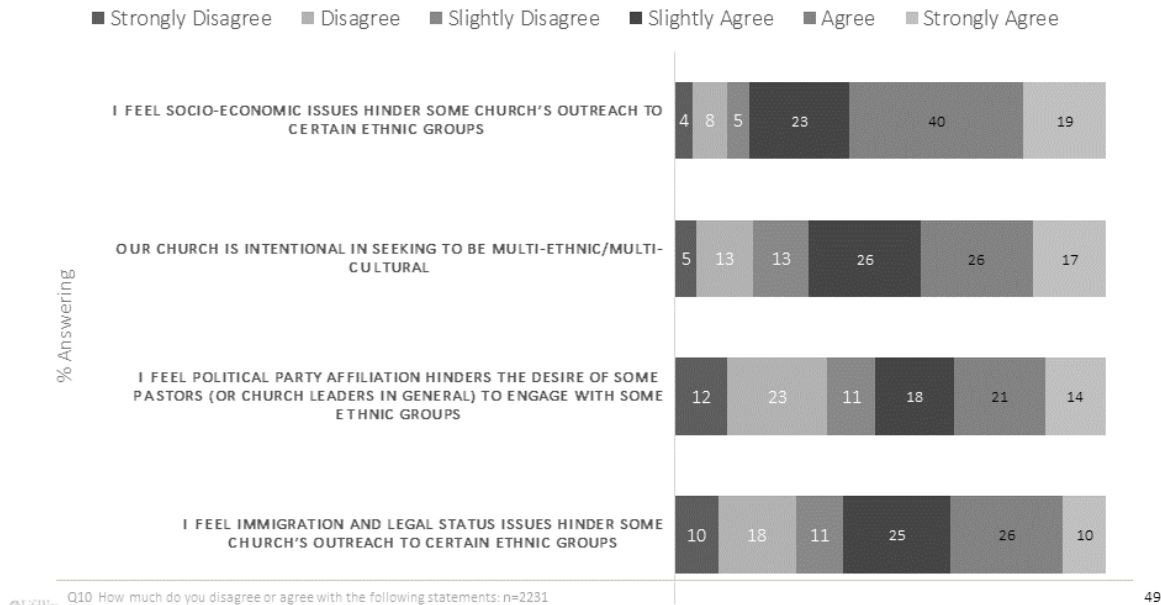 Strongly Disagree Disagree Slightly Disagree Slightly Agree Agree Strongly Agree
I FEEL SOCIO-ECONOMIC ISSUES HINDER SOME CHURCH'S OUTREACH TO
CERTAIN ETHNIC GROUPS
4 8 5 23 40 19
OUR CHURCH IS INTENTIONAL IN SEEKING TO BE MULTI-ETHNIC/MULTI-
CULTURAL
5 13 13 26 26 17
% Answering
I FEEL POLITICAL PARTY AFFILIATION HINDERS THE DESIRE OF SOME
PASTORS (OR CHURCH LEADERS IN GENERAL) TO ENGAGE WITH SOME
ETHNIC GROUPS
12 23 11 18 21 14
I FEEL IMMIGRATION AND LEGAL STATUS ISSUES HINDER SOME
CHURCH'S OUTREACH TO CERTAIN ETHNIC GROUPS
10 18 11 25 26 10
Q10 How much do you disagree or agree with the following statements: n=2231
49